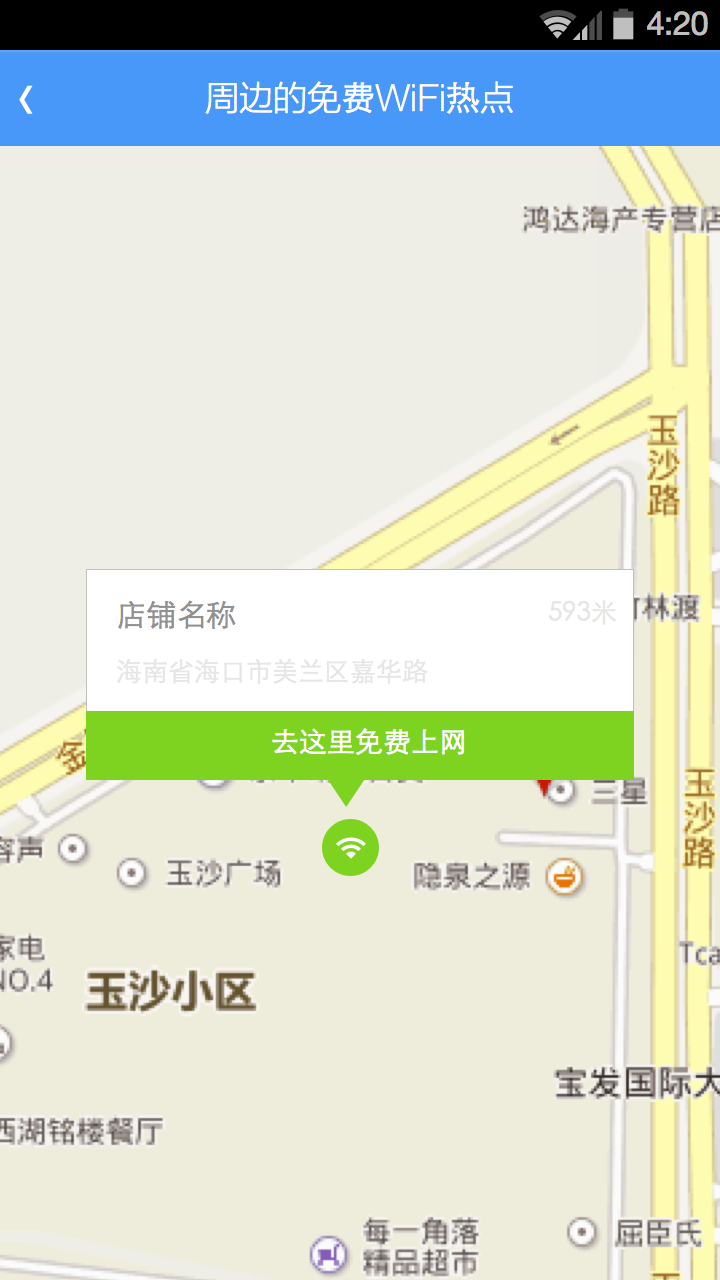 4:20
周边的免费WiFi热点
鸿达海产专营店
玉沙路
林渡
店铺名称
593米
海南省海口市美兰区嘉华路
去这里免费上网
金
三星
玉沙路
容声
玉沙广场
隐泉之源
家电
NO.4
Tca
玉沙小区
宝发国际大
西湖铭楼餐厅
每一角落
精品超市
屈臣氏